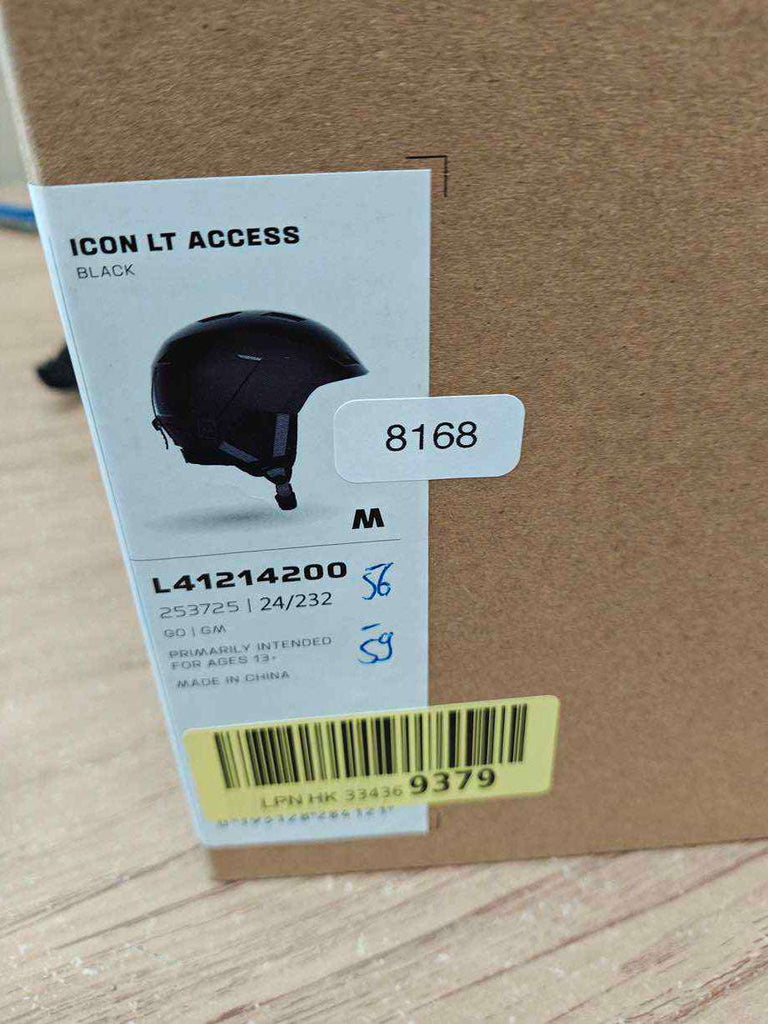 ICON LT ACCESS
BLACK
8168
M
L41214200
56
253725 | 24/232
GO | GM
59
PRIMARILY INTENDED
FOR AGES 13+
MADE IN CHINA
LPN HK 33436 9379